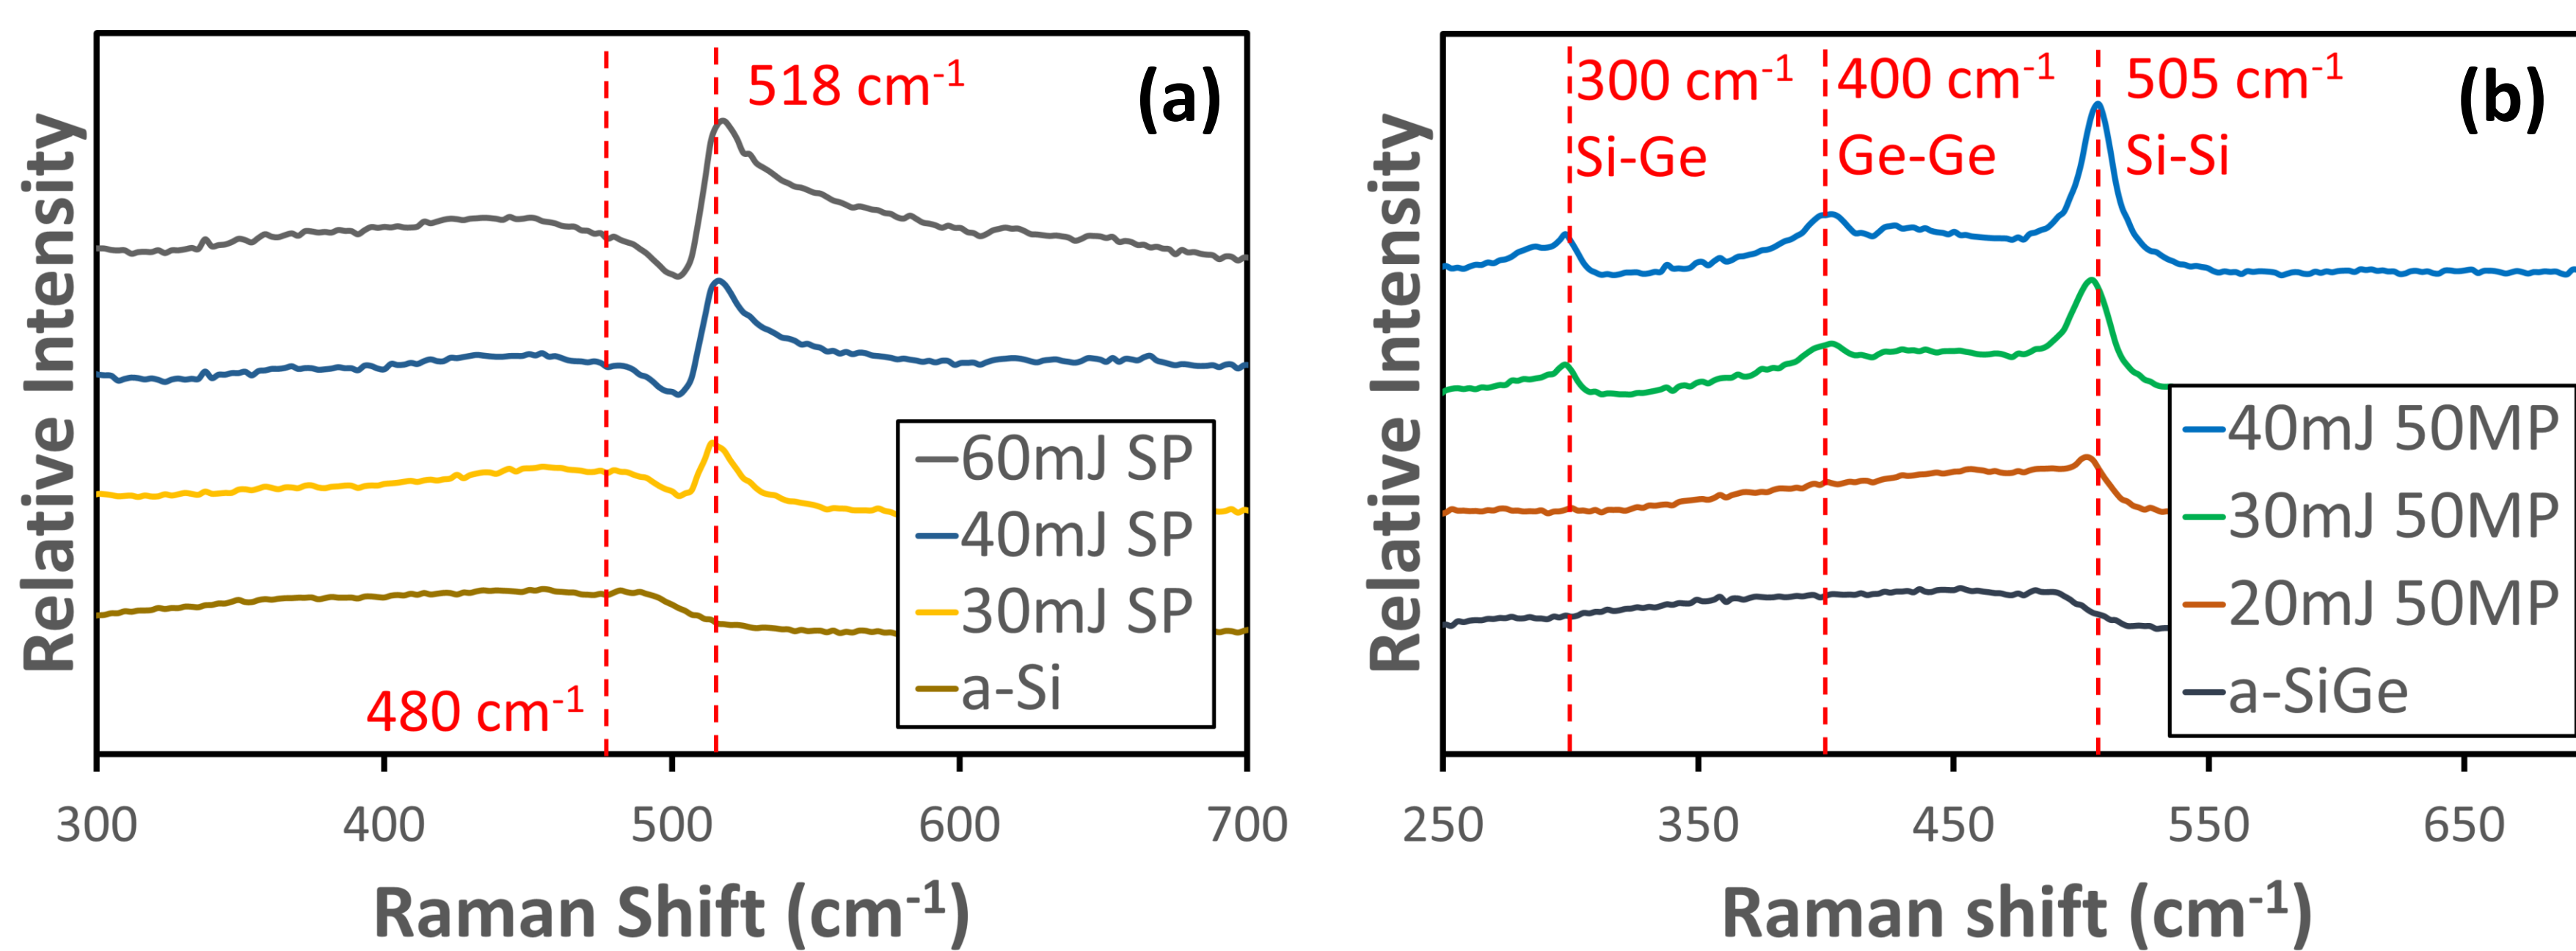 (a)
518 cm-1
480 cm-1
60mJ SP
40mJ SP
30mJ SP
a-Si
Relative Intensity
300 400 500 600 700
Raman Shift (cm-1)
(b)
300 cm-1 400 cm-1 505 cm-1
Si-Ge Ge-Ge Si-Si
40mJ 50MP
30mJ 50MP
20mJ 50MP
a-SiGe
Relative Intensity
250 350 450 550 650
Raman shift (cm-1)